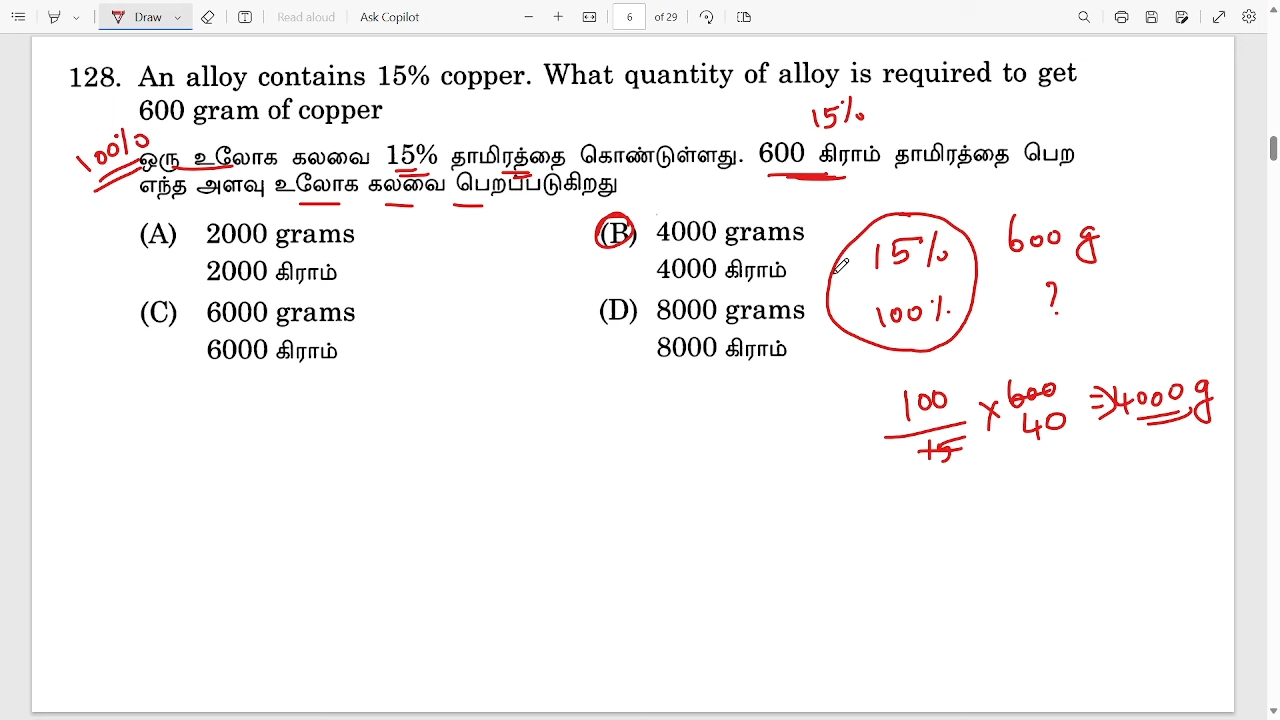 Draw
Read aloud
Ask Copilot
6
of 29
128. An alloy contains 15% copper. What quantity of alloy is required to get
600 gram of copper
15%
100%
ஒரு உலோக கலவை 15% தாமிரத்தை கொண்டுள்ளது. 600 கிராம் தாமிரத்தை பெற
எந்த அளவு உலோக கலவை பெறப்படுகிறது
(A) 2000 grams
2000 கிராம்
(B) 4000 grams
4000 கிராம்
(C) 6000 grams
6000 கிராம்
(D) 8000 grams
8000 கிராம்
15% 600 g
100% ?
100
15
× 600
40
⇒ 4000 g